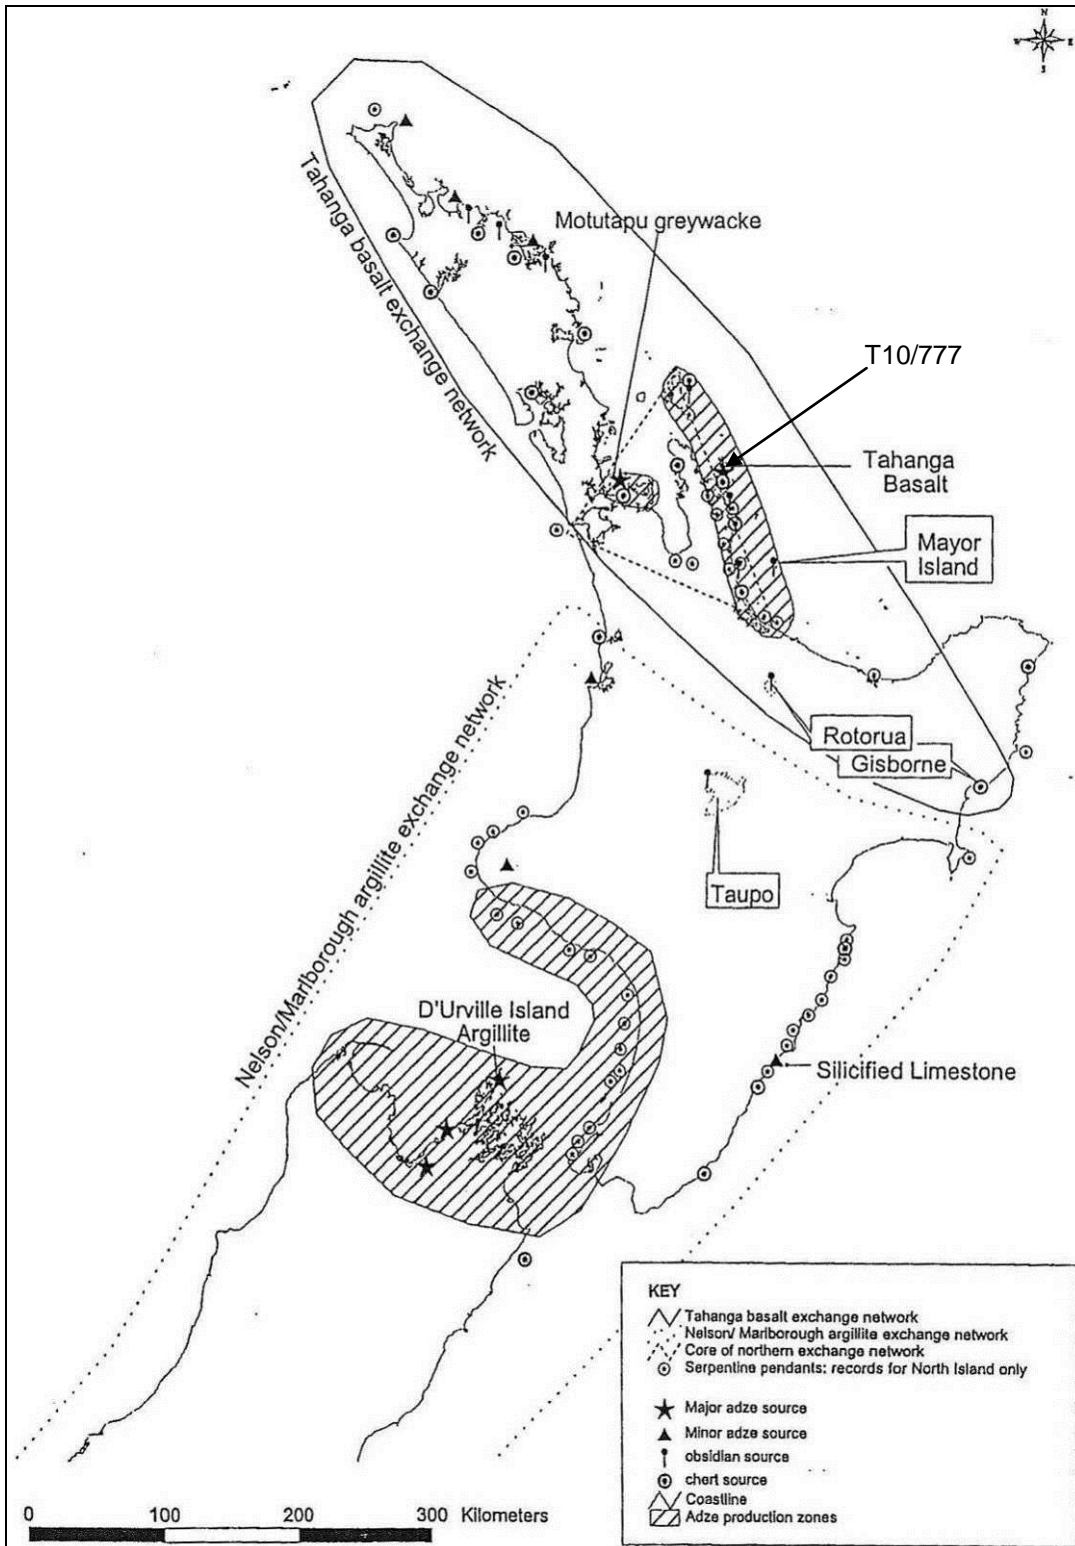 N
W E
S
Tahanga basalt exchange network
Motutapu greywacke
T10/777
Tahanga
Basalt
Mayor
Island
Rotorua
Gisborne
Taupo
Nelson/Marlborough argillite exchange network
D'Urville Island
Argillite
Silicified Limestone
KEY
Tahanga basalt exchange network
Nelson/ Marlborough argillite exchange network
Core of northern exchange network
Serpentine pendants: records for North Island only
Major adze source
Minor adze source
obsidian source
chert source
Coastline
Adze production zones
0 100 200 300 Kilometers